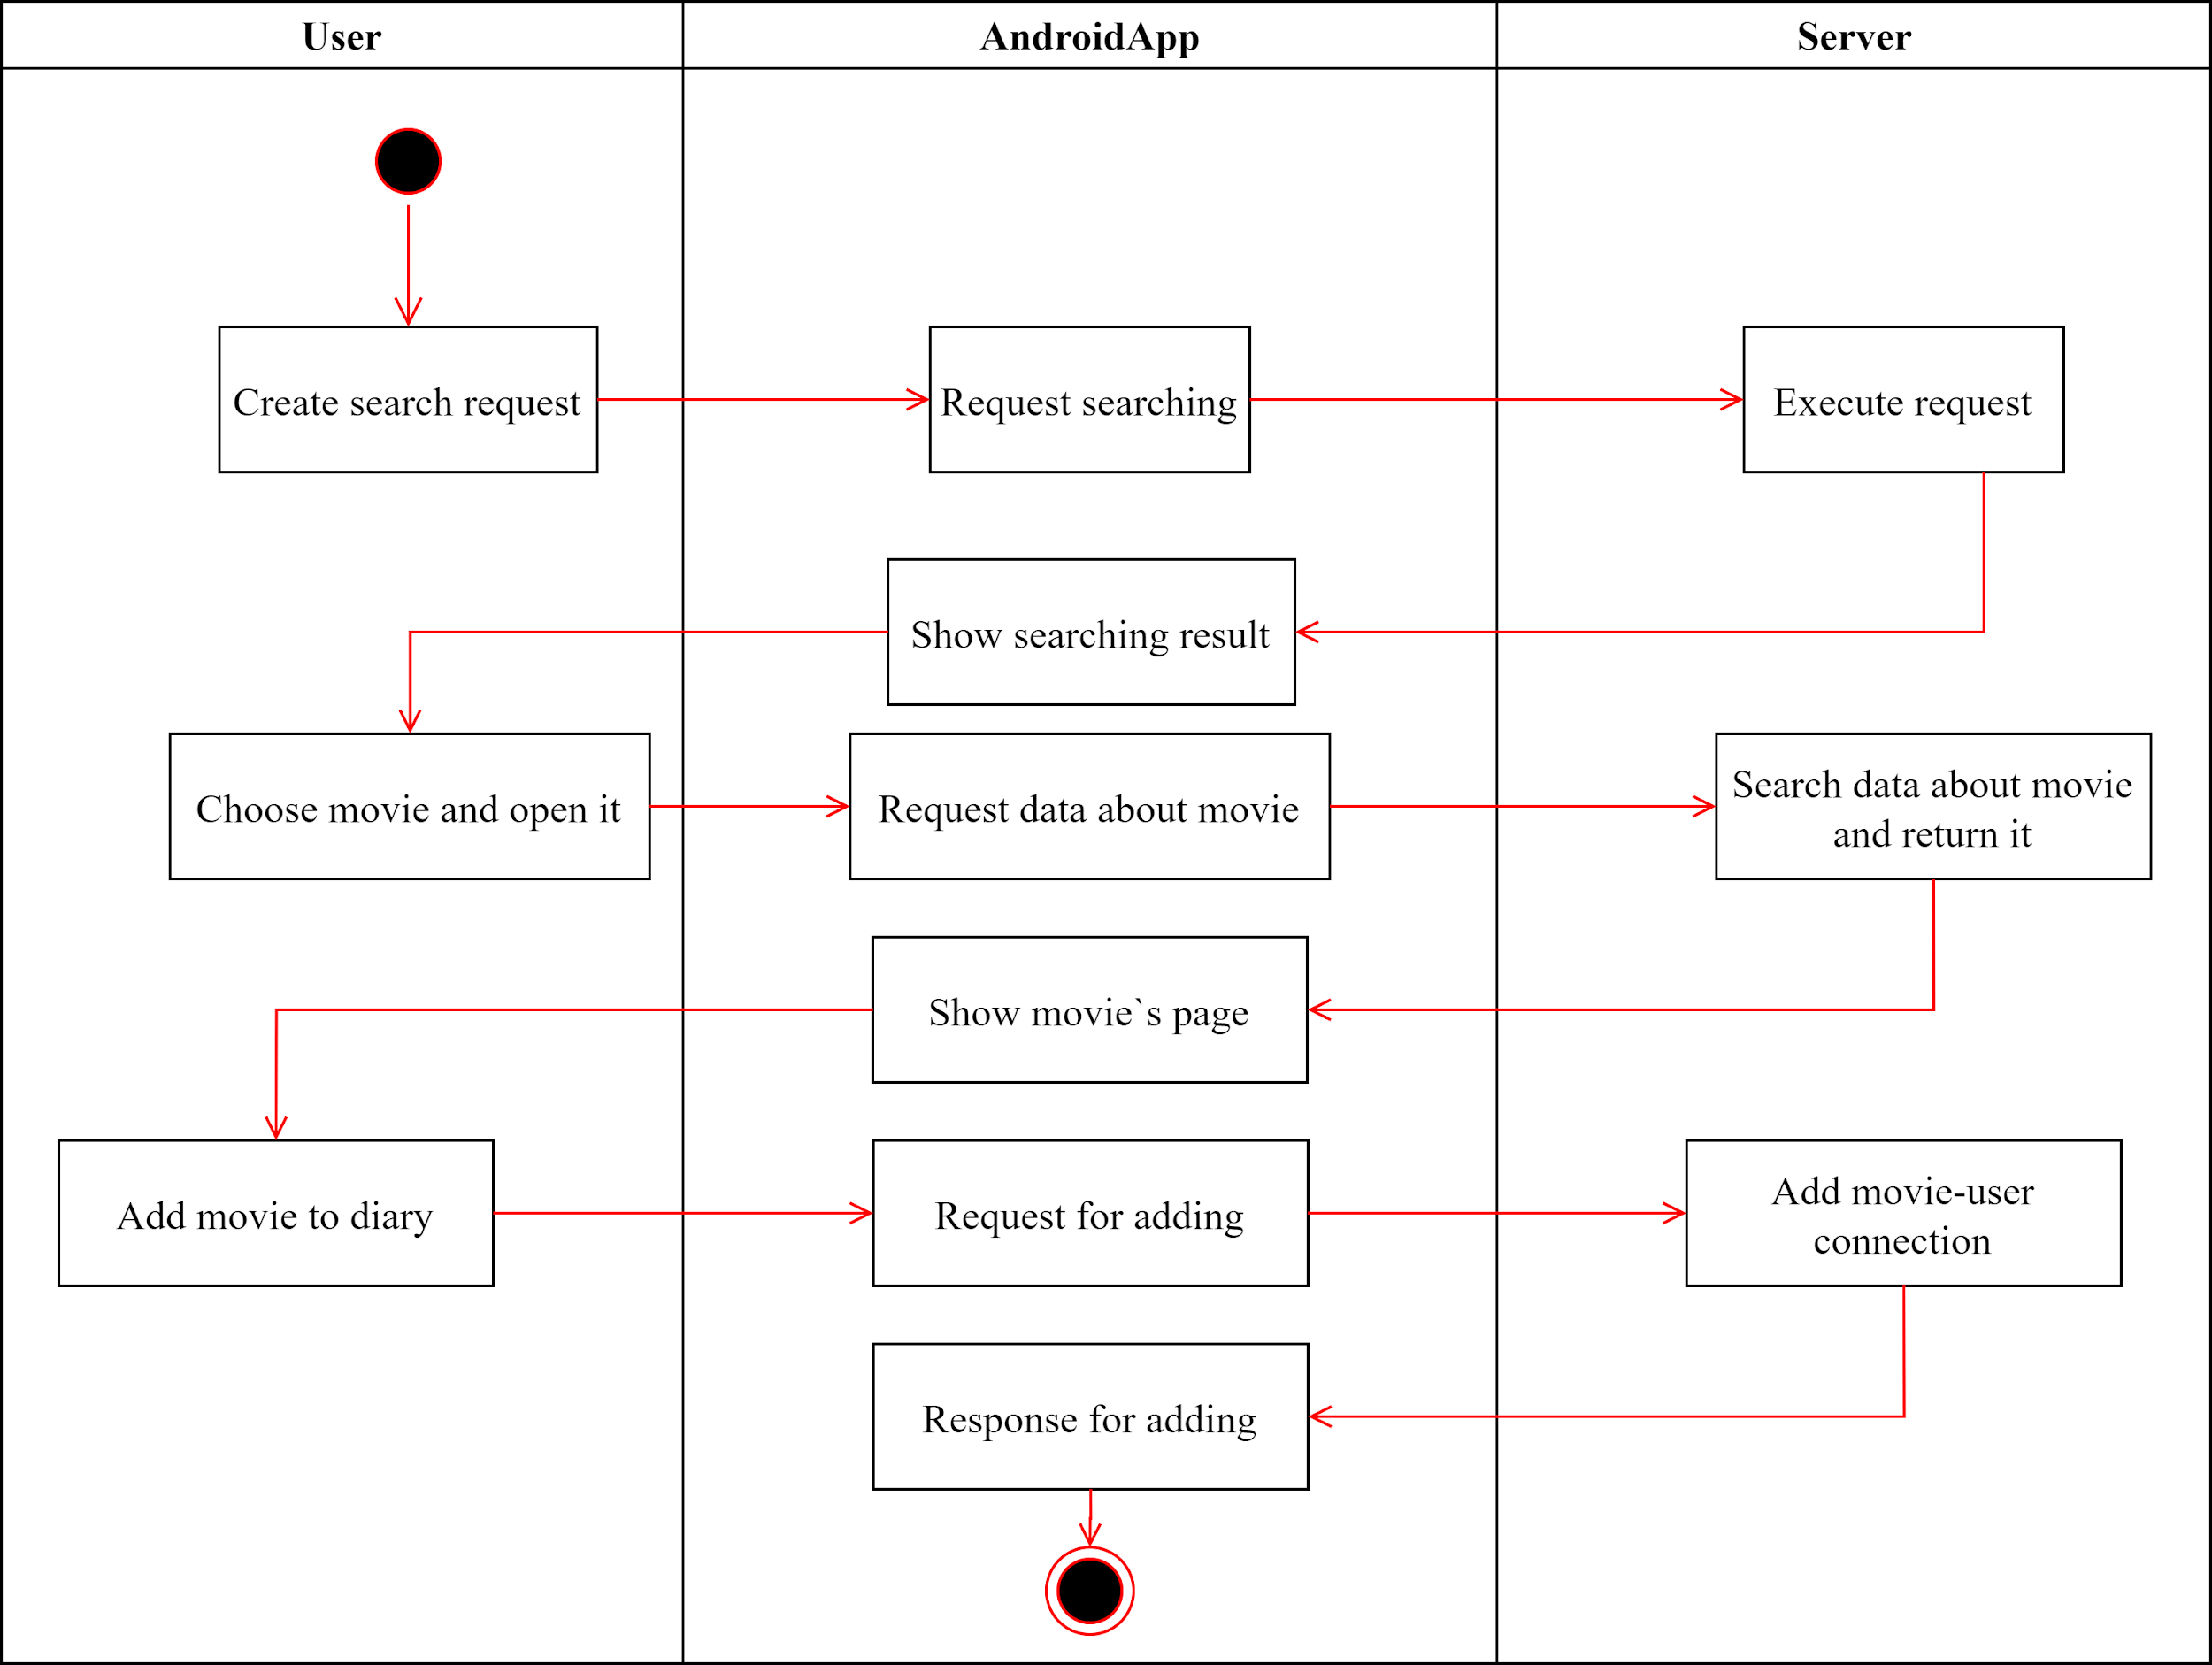 User
AndroidApp
Server
Create search request
Request searching
Execute request
Show searching result
Choose movie and open it
Request data about movie
Search data about movie
and return it
Show movie`s page
Add movie to diary
Request for adding
Add movie-user
connection
Response for adding